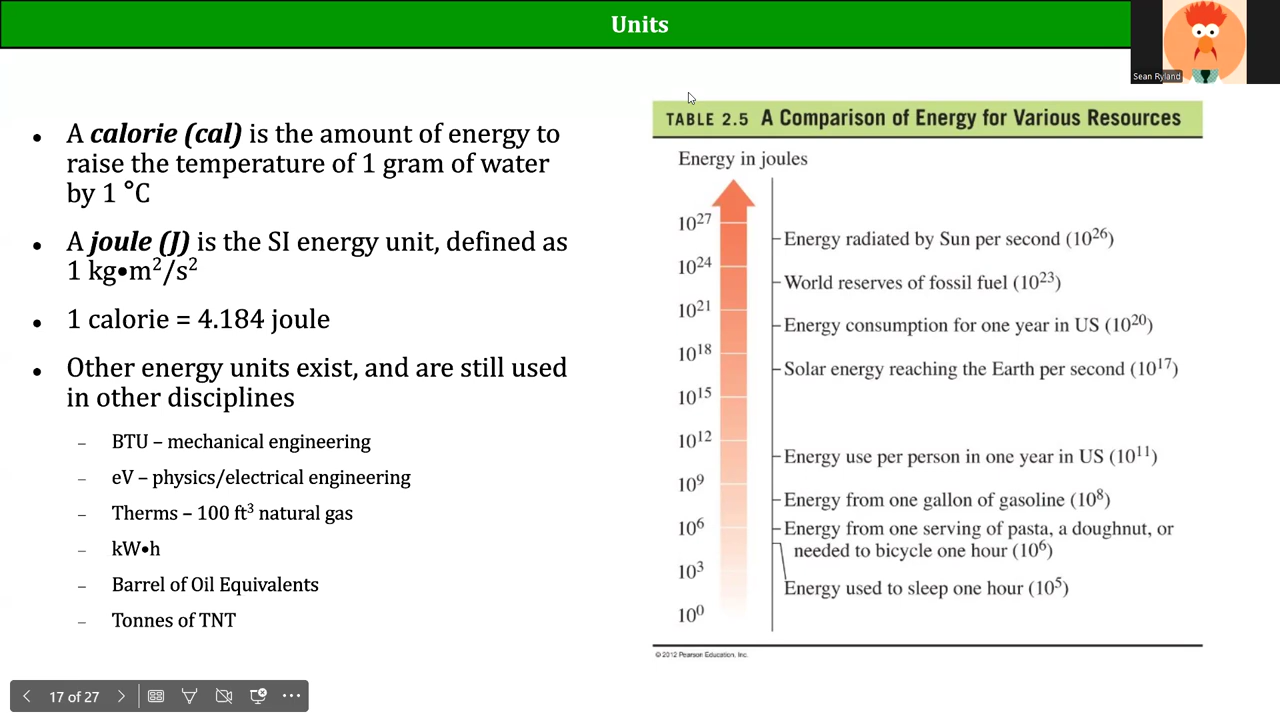 Units
Sean Ryland
• A calorie (cal) is the amount of energy to
raise the temperature of 1 gram of water
by 1 °C
• A joule (J) is the SI energy unit, defined as
1 kg•m²/s²
• 1 calorie = 4.184 joule
• Other energy units exist, and are still used
in other disciplines
– BTU – mechanical engineering
– eV – physics/electrical engineering
– Therms – 100 ft³ natural gas
– kW•h
– Barrel of Oil Equivalents
– Tonnes of TNT
TABLE 2.5 A Comparison of Energy for Various Resources
Energy in joules
10²⁷
Energy radiated by Sun per second (10²⁶)
10²⁴
World reserves of fossil fuel (10²³)
10²¹
Energy consumption for one year in US (10²⁰)
10¹⁸
Solar energy reaching the Earth per second (10¹⁷)
10¹⁵
10¹²
Energy use per person in one year in US (10¹¹)
10⁹
Energy from one gallon of gasoline (10⁸)
10⁶
Energy from one serving of pasta, a doughnut, or
needed to bicycle one hour (10⁶)
10³
Energy used to sleep one hour (10⁵)
10⁰
© 2012 Pearson Education, Inc.
17 of 27